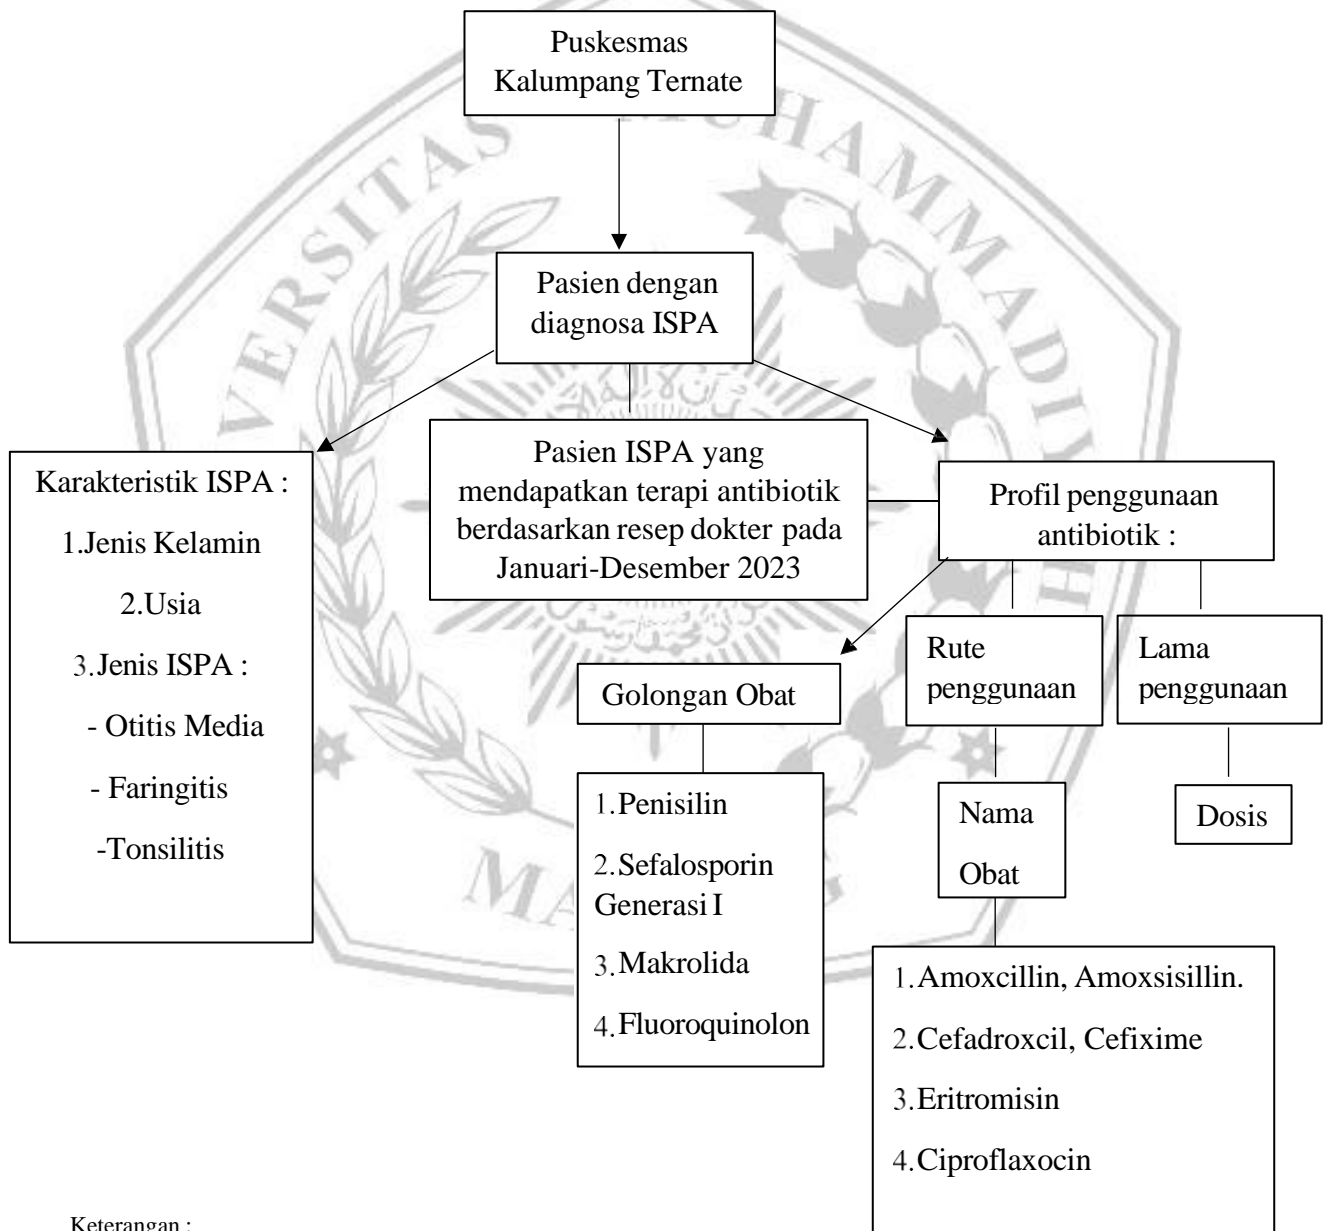 Puskesmas
Kalumpang Ternate
Pasien dengan
diagnosa ISPA
Karakteristik ISPA :
1.Jenis Kelamin
2.Usia
3.Jenis ISPA :
- Otitis Media
- Faringitis
-Tonsilitis
Pasien ISPA yang
mendapatkan terapi antibiotik
berdasarkan resep dokter pada
Januari-Desember 2023
Profil penggunaan
antibiotik :
Golongan Obat
1.Penisilin
2.Sefalosporin
Generasi I
3.Makrolida
4.Fluoroquinolon
Rute
penggunaan
Nama
Obat
1.Amoxcillin, Amoxsisillin.
2.Cefadroxcil, Cefixime
3.Eritromisin
4.Ciproflaxocin
Lama
penggunaan
Dosis
Keterangan :